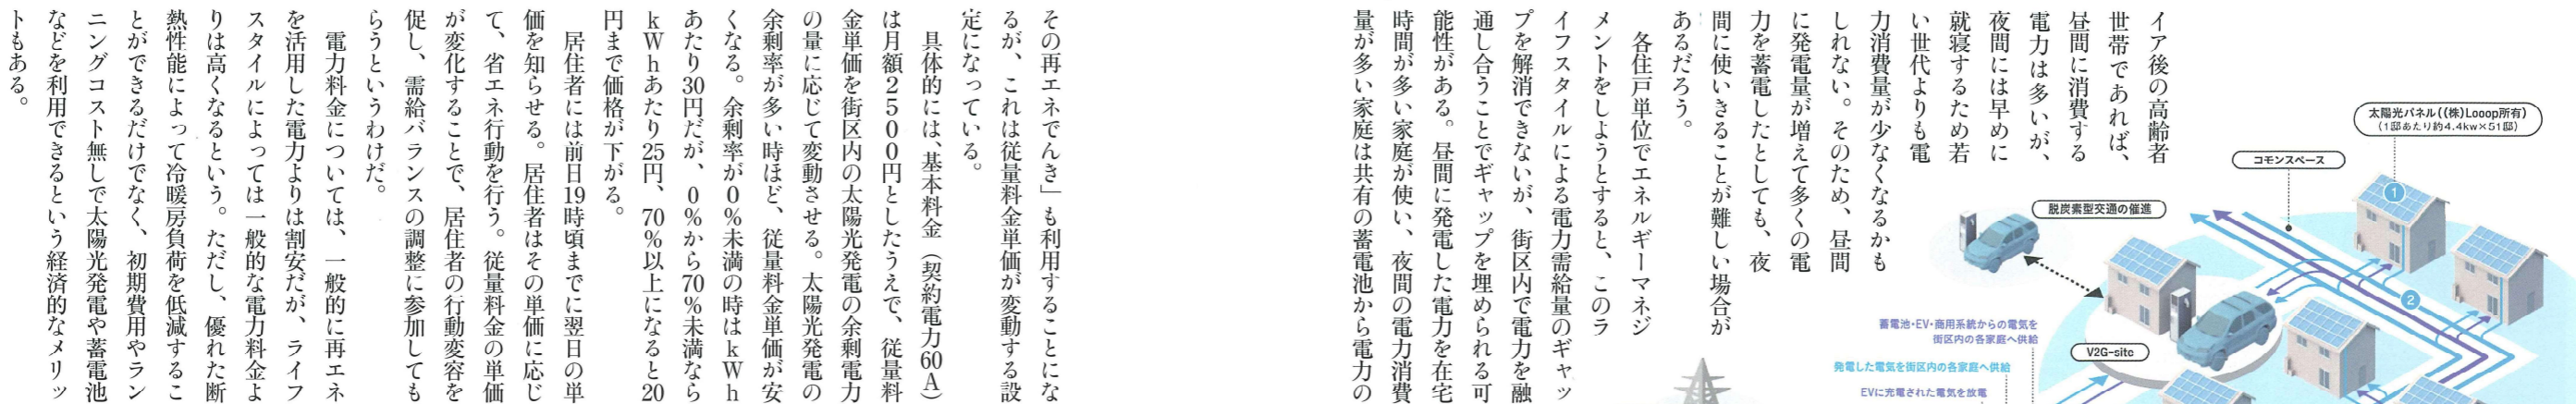 イア後の高齢者
世帯であれば、
昼間に消費する
電力は多いが、
夜間には早めに
就寝するため若
い世代よりも電
力消費量が少なくなるかも
しれない。そのため、昼間
に発電量が増えて多くの電
力を蓄電したとしても、夜
間に使いきることが難しい場合が
あるだろう。
各住戸単位でエネルギーマネジ
メントをしようとすると、このラ
イフスタイルによる電力需給量のギャッ
プを解消できないが、街区内で電力を融
通し合うことでギャップを埋められる可
能性がある。昼間に発電した電力を在宅
時間が多い家庭が使い、夜間の電力消費
量が多い家庭は共有の蓄電池から電力の
太陽光パネル((株)Looop所有)
(1邸あたり約4.4kw×51邸)
コモンスペース
脱炭素型交通の催進
1
2
蓄電池・EV・商用系統からの電気を
街区内の各家庭へ供給
V2G-site
発電した電気を街区内の各家庭へ供給
EVに充電された電気を放電
その再エネでんき」も利用することにな
るが、これは従量料金単価が変動する設
定になっている。
具体的には、基本料金（契約電力60A）
は月額2500円としたうえで、従量料
金単価を街区内の太陽光発電の余剰電力
の量に応じて変動させる。太陽光発電の
余剰率が多い時ほど、従量料金単価が安
くなる。余剰率が0％未満の時はkWh
あたり30円だが、0％から70％未満なら
kWhあたり25円、70％以上になると20
円まで価格が下がる。
居住者には前日19時頃までに翌日の単
価を知らせる。居住者はその単価に応じ
て、省エネ行動を行う。従量料金の単価
が変化することで、居住者の行動変容を
促し、需給バランスの調整に参加しても
らうというわけだ。
電力料金については、一般的に再エネ
を活用した電力よりは割安だが、ライフ
スタイルによっては一般的な電力料金よ
りは高くなるという。ただし、優れた断
熱性能によって冷暖房負荷を低減するこ
とができるだけでなく、初期費用やラン
ニングコスト無しで太陽光発電や蓄電池
などを利用できるという経済的なメリッ
トもある。